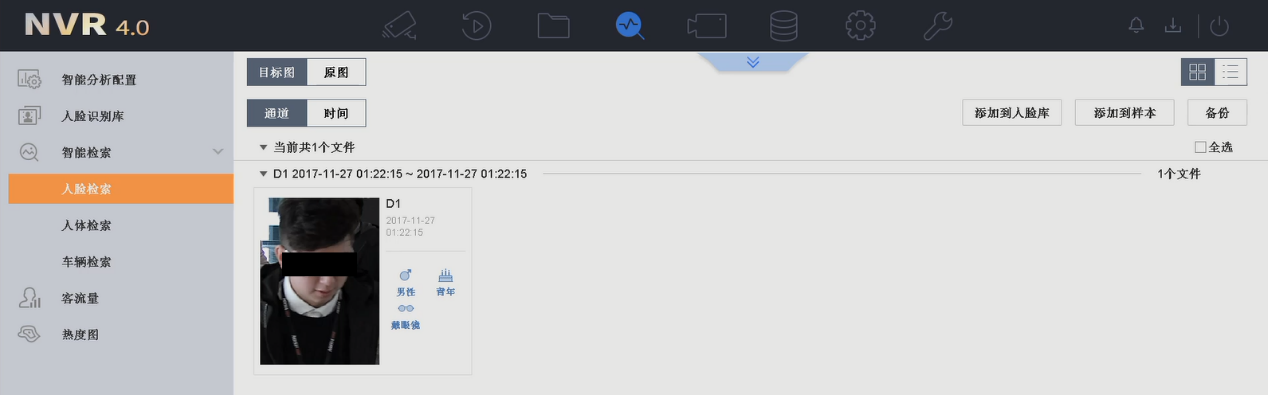 NVR 4.0
智能分析配置
人脸识别库
智能检索
人脸检索
人体检索
车辆检索
客流量
热度图
目标图 原图
通道 时间
添加到人脸库 添加到样本 备份
当前共1个文件 全选
D1 2017-11-27 01:22:15 ~ 2017-11-27 01:22:15 1个文件
D1
2017-11-27
01:22:15
男性 青年
戴眼镜